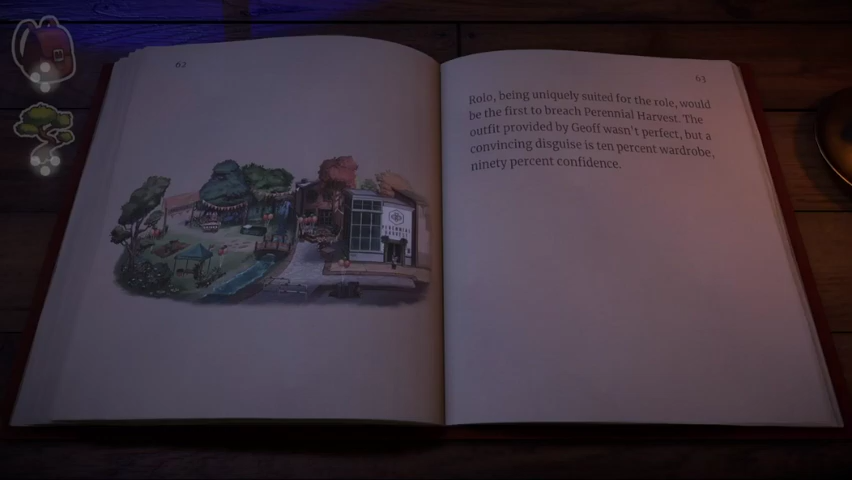 62
PERENNIAL
HARVEST
63
Rolo, being uniquely suited for the role, would
be the first to breach Perennial Harvest. The
outfit provided by Geoff wasn't perfect, but a
convincing disguise is ten percent wardrobe,
ninety percent confidence.